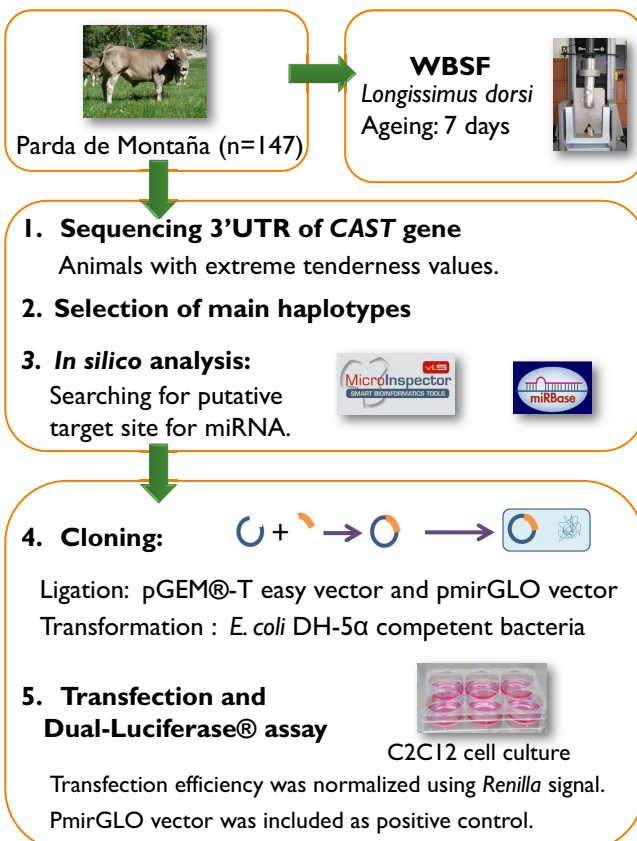 Parda de Montaña (n=147)
WBSF
Longissimus dorsi
Ageing: 7 days
1. Sequencing 3'UTR of CAST gene
Animals with extreme tenderness values.
2. Selection of main haplotypes
3. In silico analysis:
Searching for putative
target site for miRNA.
v1.5
MicroInspector
SMART BIOINFORMATICS TOOLS
miRBase
4. Cloning:
+
Ligation: pGEM®-T easy vector and pmirGLO vector
Transformation : E. coli DH-5α competent bacteria
5. Transfection and
Dual-Luciferase® assay
C2C12 cell culture
Transfection efficiency was normalized using Renilla signal.
PmirGLO vector was included as positive control.